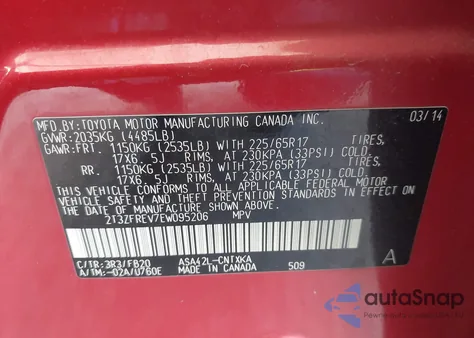 MFD.BY:TOYOTA MOTOR MANUFACTURING CANADA INC. 03/14
GVWR:2035KG (4485LB)
GAWR:FRT. 1150KG (2535LB) WITH 225/65R17 TIRES,
17X6.5J RIMS, AT 230KPA (33PSI) COLD.
RR. 1150KG (2535LB) WITH 225/65R17 TIRES,
17X6.5J RIMS, AT 230KPA (33PSI) COLD.
THIS VEHICLE CONFORMS TO ALL APPLICABLE FEDERAL MOTOR
VEHICLE SAFETY AND THEFT PREVENTION STANDARDS IN
EFFECT ON THE DATE OF MANUFACTURE SHOWN ABOVE.
2T3ZFREV7EW095206 MPV
C/TR:3R3/FB20 ASA42L-CNTXKA A
A/TM:-02A/U760E MADE IN CANADA 509
autoSnap